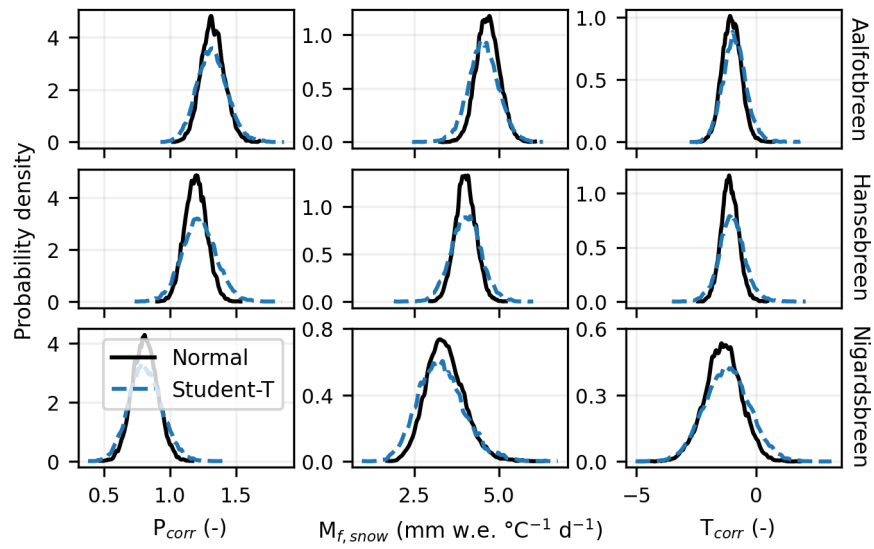 4
2
0
1.0
0.5
0.0
1.0
0.5
0.0
Aalfotbreen
4
2
0
1.0
0.5
0.0
1.0
0.5
0.0
Hansebreen
Probability density
4
2
0
0.8
0.4
0.0
0.6
0.3
0.0
Nigardsbreen
Normal
Student-T
0.5 1.0 1.5
2.5 5.0
−5 0
P_corr (-)
M_f,snow (mm w.e. °C⁻¹ d⁻¹)
T_corr (-)